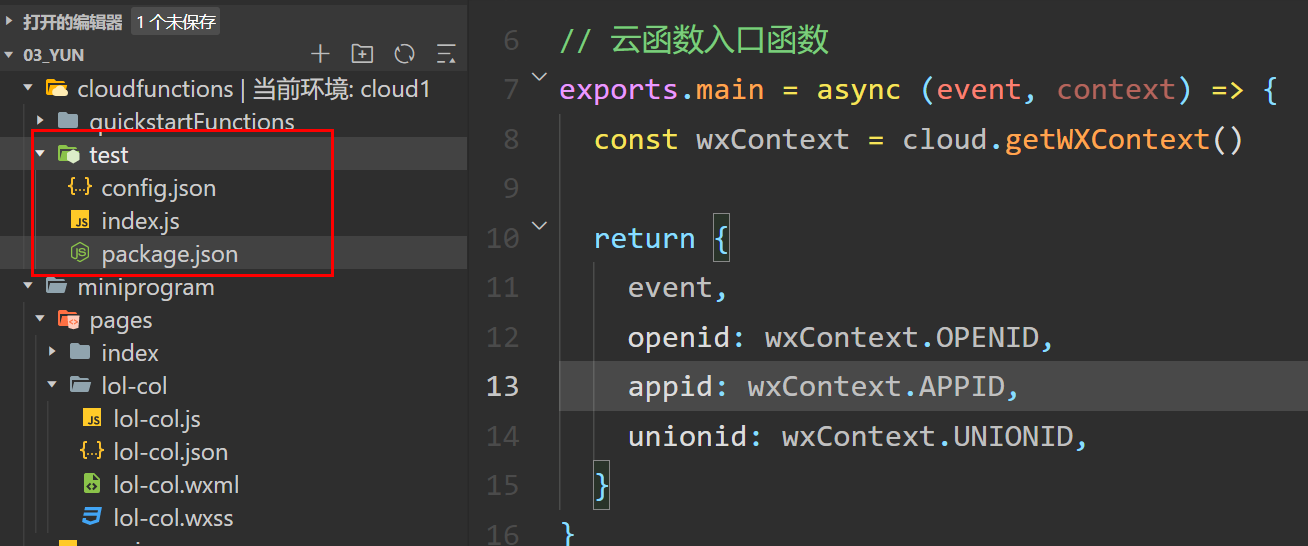 打开的编辑器 1 个未保存
03_YUN
cloudfunctions | 当前环境: cloud1
quickstartFunctions
test
config.json
index.js
package.json
miniprogram
pages
index
lol-col
lol-col.js
lol-col.json
lol-col.wxml
lol-col.wxss
6 // 云函数入口函数
7 exports.main = async (event, context) => {
8 const wxContext = cloud.getWXContext()
9
10 return {
11 event,
12 openid: wxContext.OPENID,
13 appid: wxContext.APPID,
14 unionid: wxContext.UNIONID,
15 }
16 }